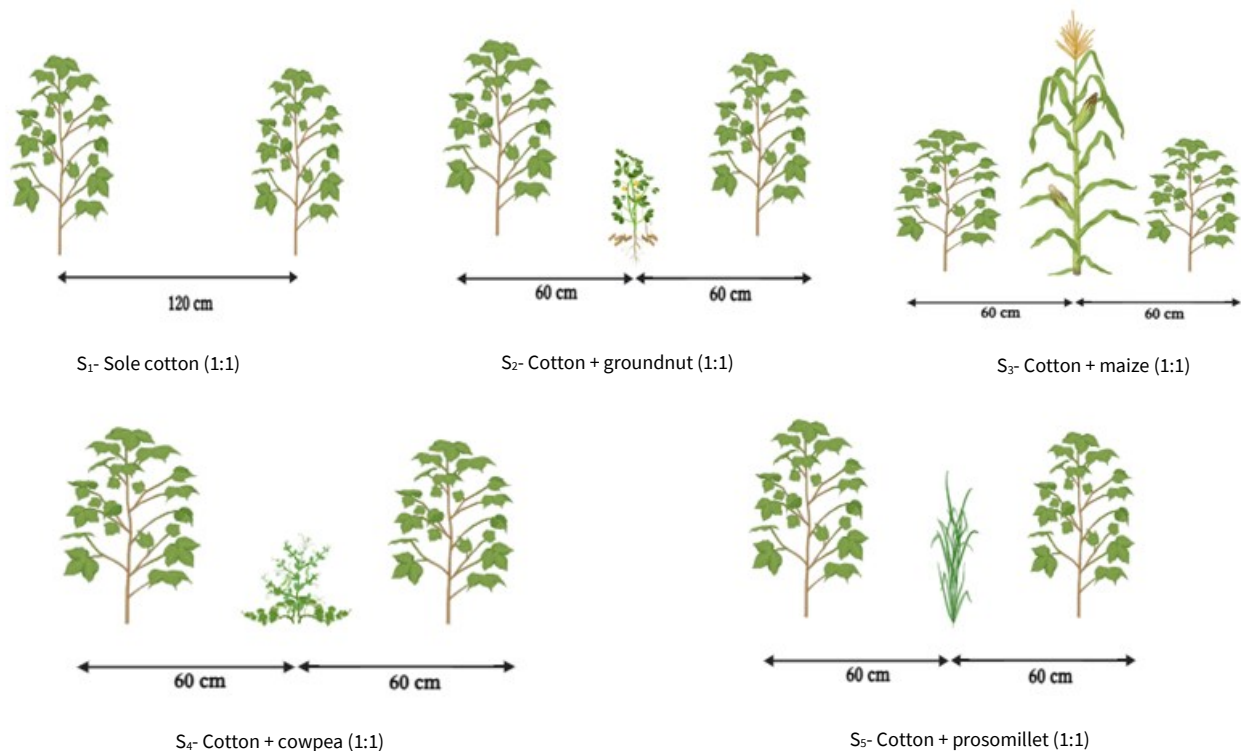 120 cm
S₁- Sole cotton (1:1)
60 cm 60 cm
S₂- Cotton + groundnut (1:1)
60 cm 60 cm
S₃- Cotton + maize (1:1)
60 cm 60 cm
S₄- Cotton + cowpea (1:1)
60 cm 60 cm
S₅- Cotton + prosomillet (1:1)